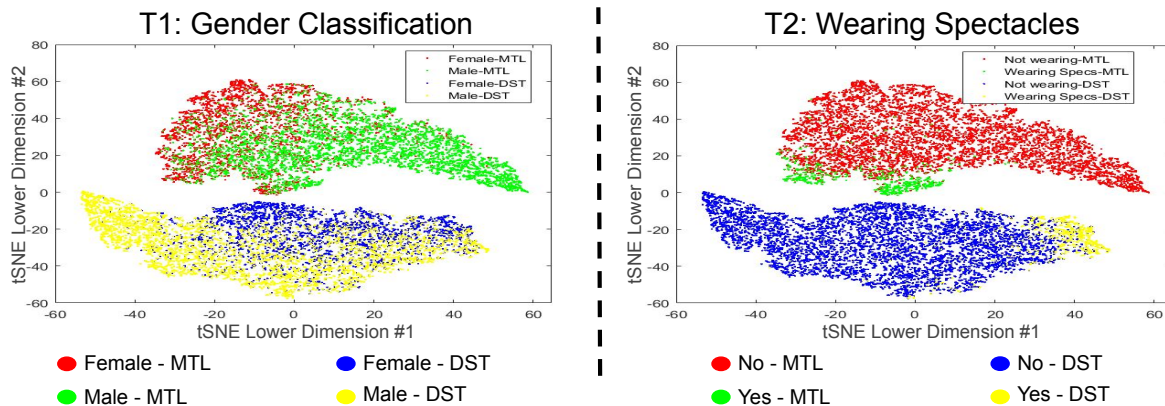 T1: Gender Classification
80
60
40
20
0
-20
-40
-60
-60
-40
-20
0
20
40
60
tSNE Lower Dimension #2
tSNE Lower Dimension #1
Female-MTL
Male-MTL
Female-DST
Male-DST
Female - MTL
Female - DST
Male - MTL
Male - DST
T2: Wearing Spectacles
80
60
40
20
0
-20
-40
-60
-60
-40
-20
0
20
40
60
tSNE Lower Dimension #2
tSNE Lower Dimension #1
Not wearing-MTL
Wearing Specs-MTL
Not wearing-DST
Wearing Specs-DST
No - MTL
No - DST
Yes - MTL
Yes - DST